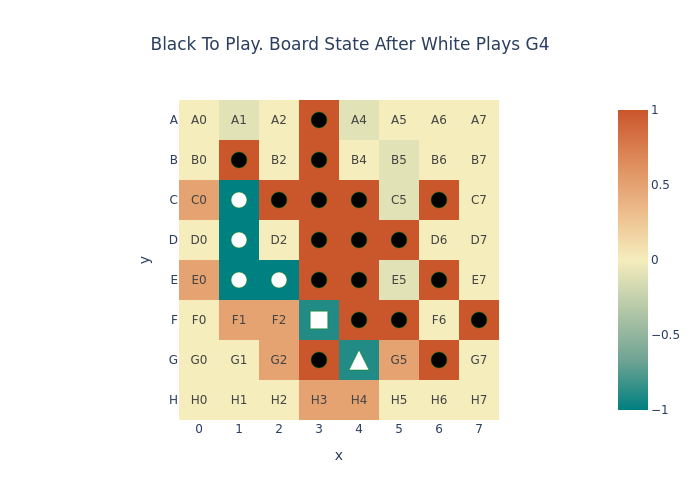 Black To Play. Board State After White Plays G4
A A0 A1 A2 A4 A5 A6 A7
B B0 B2 B4 B5 B6 B7
C C0 C5 C7
D D0 D2 D6 D7
E E0 E5 E7
F F0 F1 F2 F6
G G0 G1 G2 G5 G7
H H0 H1 H2 H3 H4 H5 H6 H7
0 1 2 3 4 5 6 7
x
y
1
0.5
0
−0.5
−1